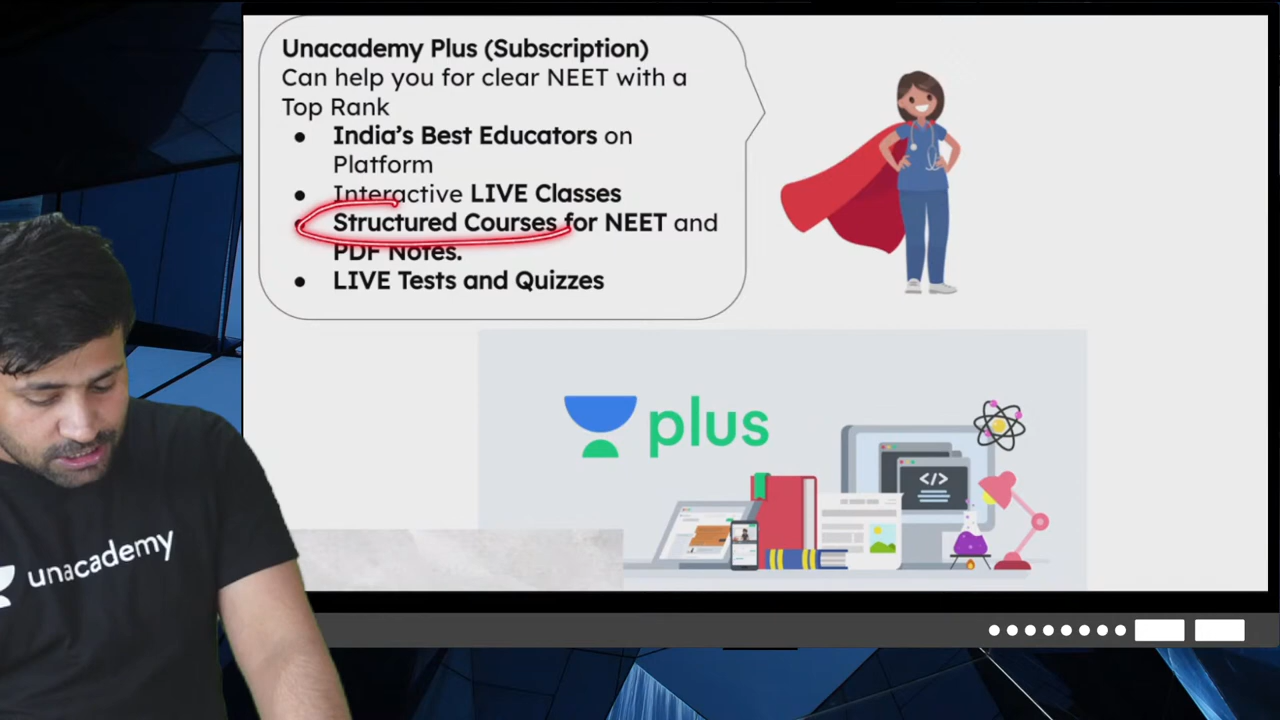 Unacademy Plus (Subscription)
Can help you for clear NEET with a
Top Rank
● India's Best Educators on
Platform
● Interactive LIVE Classes
● Structured Courses for NEET and
PDF Notes.
● LIVE Tests and Quizzes
plus
</>
unacademy